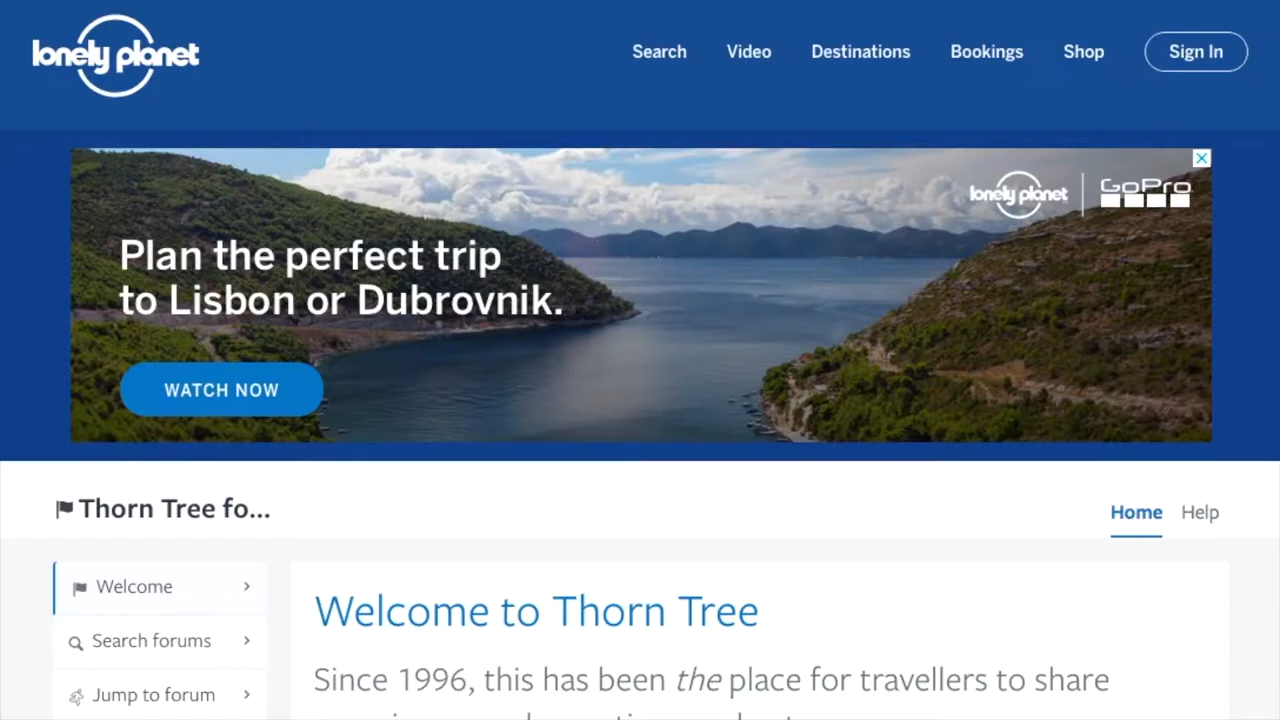 lonely planet
Search Video Destinations Bookings Shop Sign In
lonely planet GoPro
Plan the perfect trip
to Lisbon or Dubrovnik.
WATCH NOW
Thorn Tree fo...
Home Help
Welcome
Search forums
Jump to forum
Welcome to Thorn Tree
Since 1996, this has been the place for travellers to share